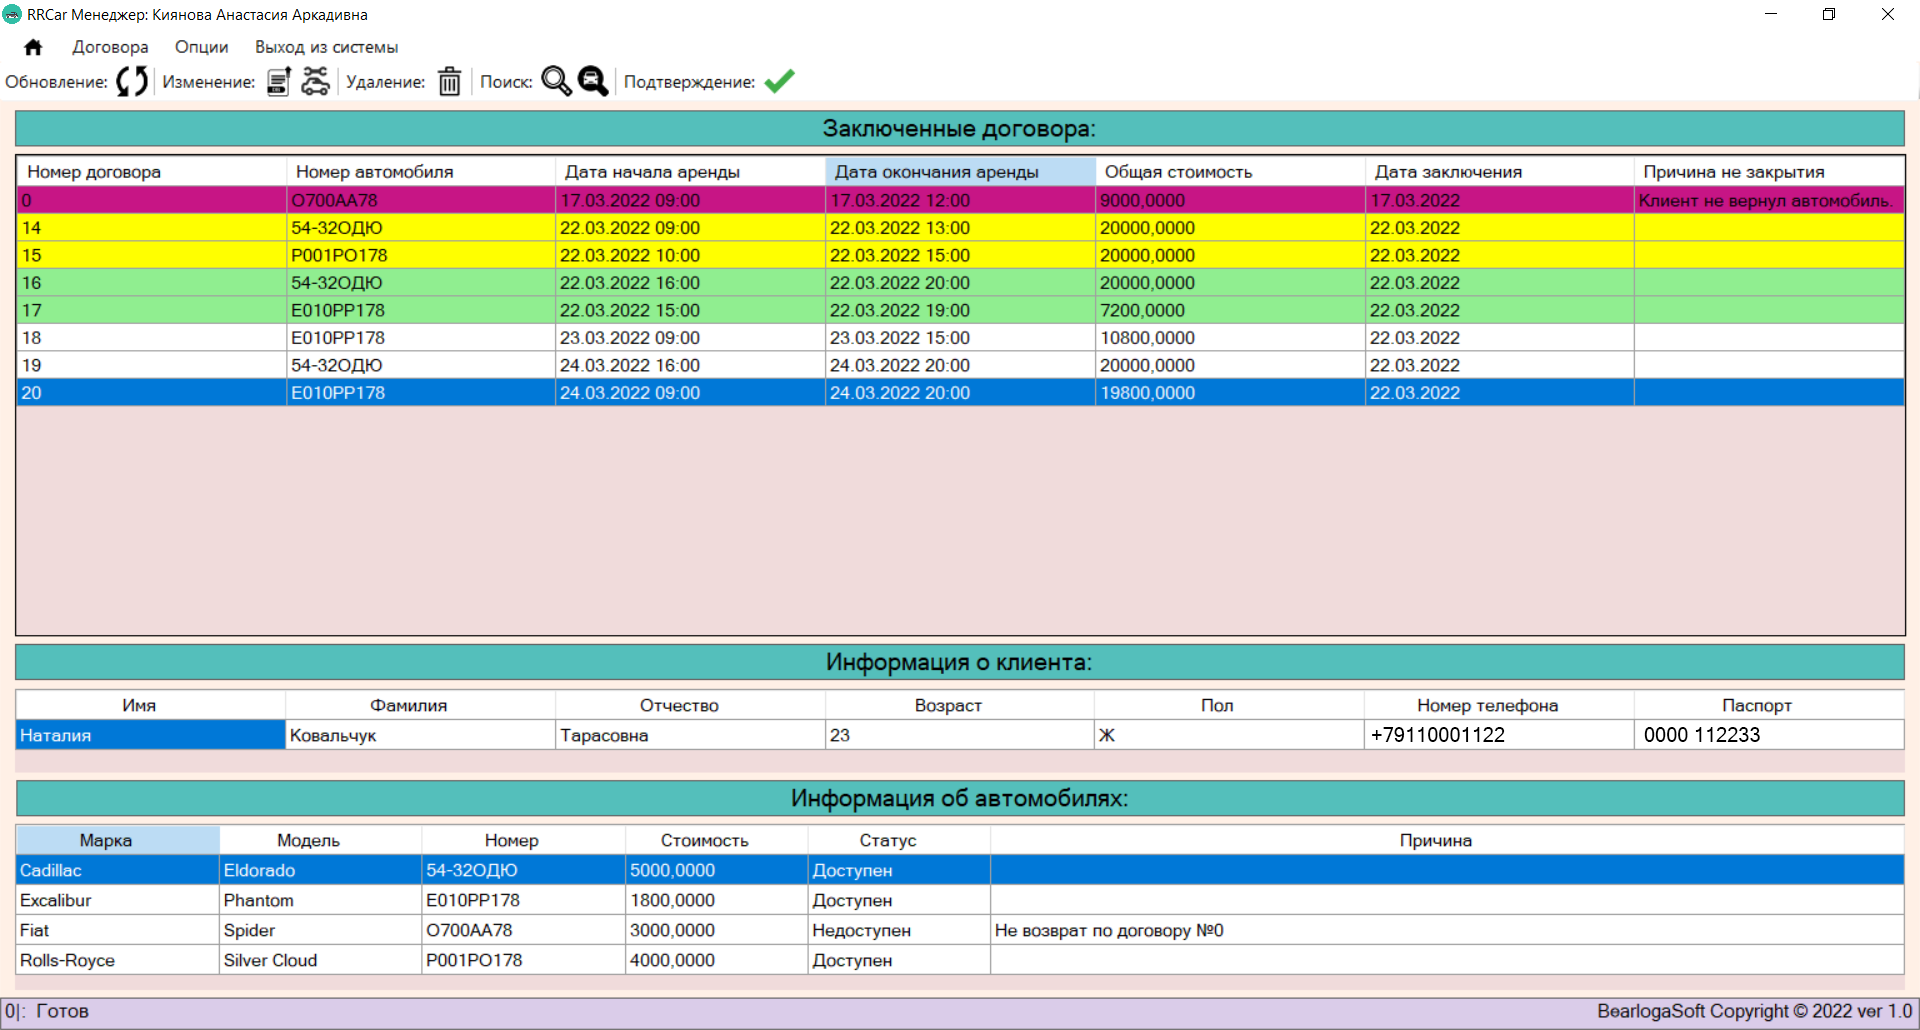 RRCar Менеджер: Киянова Анастасия Аркадивна
Договора Опции Выход из системы
Обновление: Изменение: Удаление: Поиск: Подтверждение:
Заключенные договора:
Номер договора Номер автомобиля Дата начала аренды Дата окончания аренды Общая стоимость Дата заключения Причина не закрытия
0 О700АА78 17.03.2022 09:00 17.03.2022 12:00 9000,0000 17.03.2022 Клиент не вернул автомобиль.
14 54-32ОДЮ 22.03.2022 09:00 22.03.2022 13:00 20000,0000 22.03.2022
15 Р001РО178 22.03.2022 10:00 22.03.2022 15:00 20000,0000 22.03.2022
16 54-32ОДЮ 22.03.2022 16:00 22.03.2022 20:00 20000,0000 22.03.2022
17 Е010РР178 22.03.2022 15:00 22.03.2022 19:00 7200,0000 22.03.2022
18 Е010РР178 23.03.2022 09:00 23.03.2022 15:00 10800,0000 22.03.2022
19 54-32ОДЮ 24.03.2022 16:00 24.03.2022 20:00 20000,0000 22.03.2022
20 Е010РР178 24.03.2022 09:00 24.03.2022 20:00 19800,0000 22.03.2022
Информация о клиента:
Имя Фамилия Отчество Возраст Пол Номер телефона Паспорт
Наталия Ковальчук Тарасовна 23 Ж +79110001122 0000 112233
Информация об автомобилях:
Марка Модель Номер Стоимость Статус Причина
Cadillac Eldorado 54-32ОДЮ 5000,0000 Доступен
Excalibur Phantom Е010РР178 1800,0000 Доступен
Fiat Spider О700АА78 3000,0000 Недоступен Не возврат по договору №0
Rolls-Royce Silver Cloud Р001РО178 4000,0000 Доступен
0|: Готов BearlogaSoft Copyright © 2022 ver 1.0